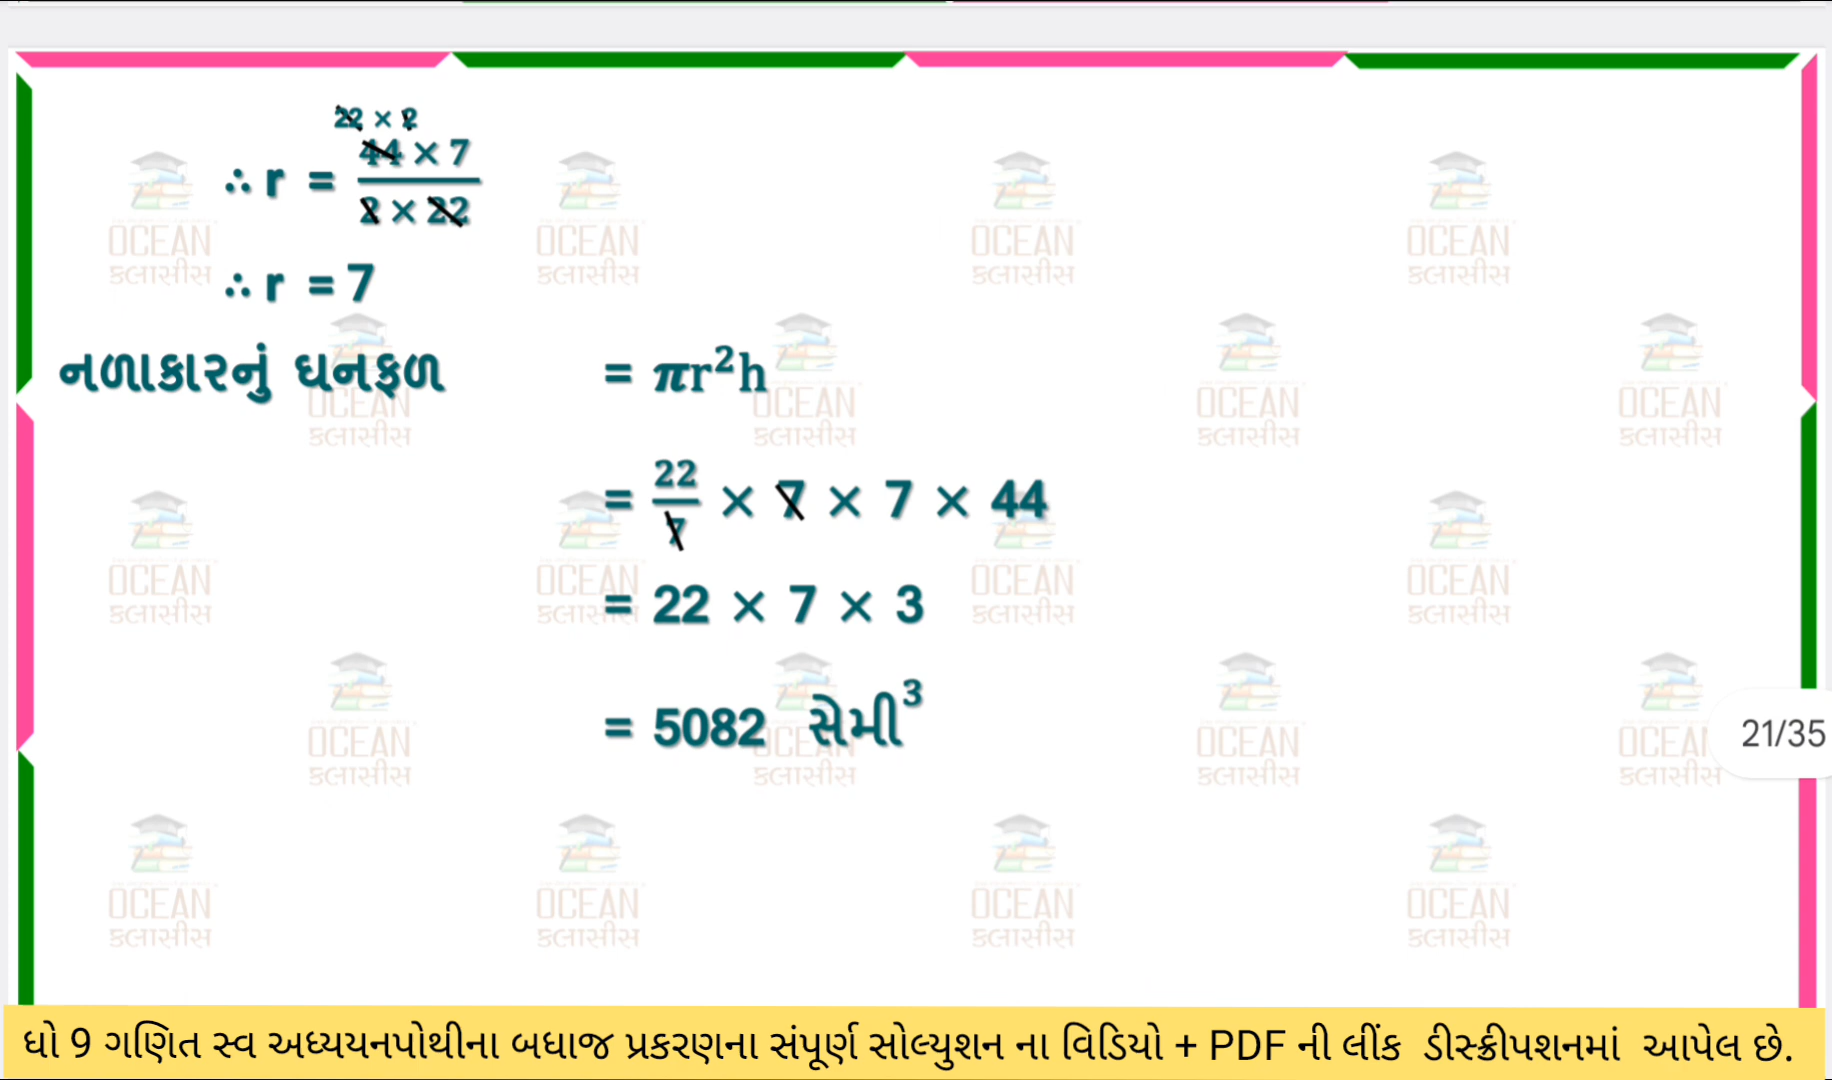 22 × 2
∴ r = 44 × 7
2 × 22
∴ r = 7
નળાકારનું ઘનફળ = πr²h
= 22/7 × 7 × 7 × 44
= 22 × 7 × 3
= 5082 સેમી³
OCEAN
ક્લાસીસ
21/35
ધો 9 ગણિત સ્વ અધ્યયનપોથીના બધાજ પ્રકરણના સંપૂર્ણ સોલ્યુશન ના વિડિયો + PDF ની લીંક ડીસ્ક્રીપશનમાં આપેલ છે.